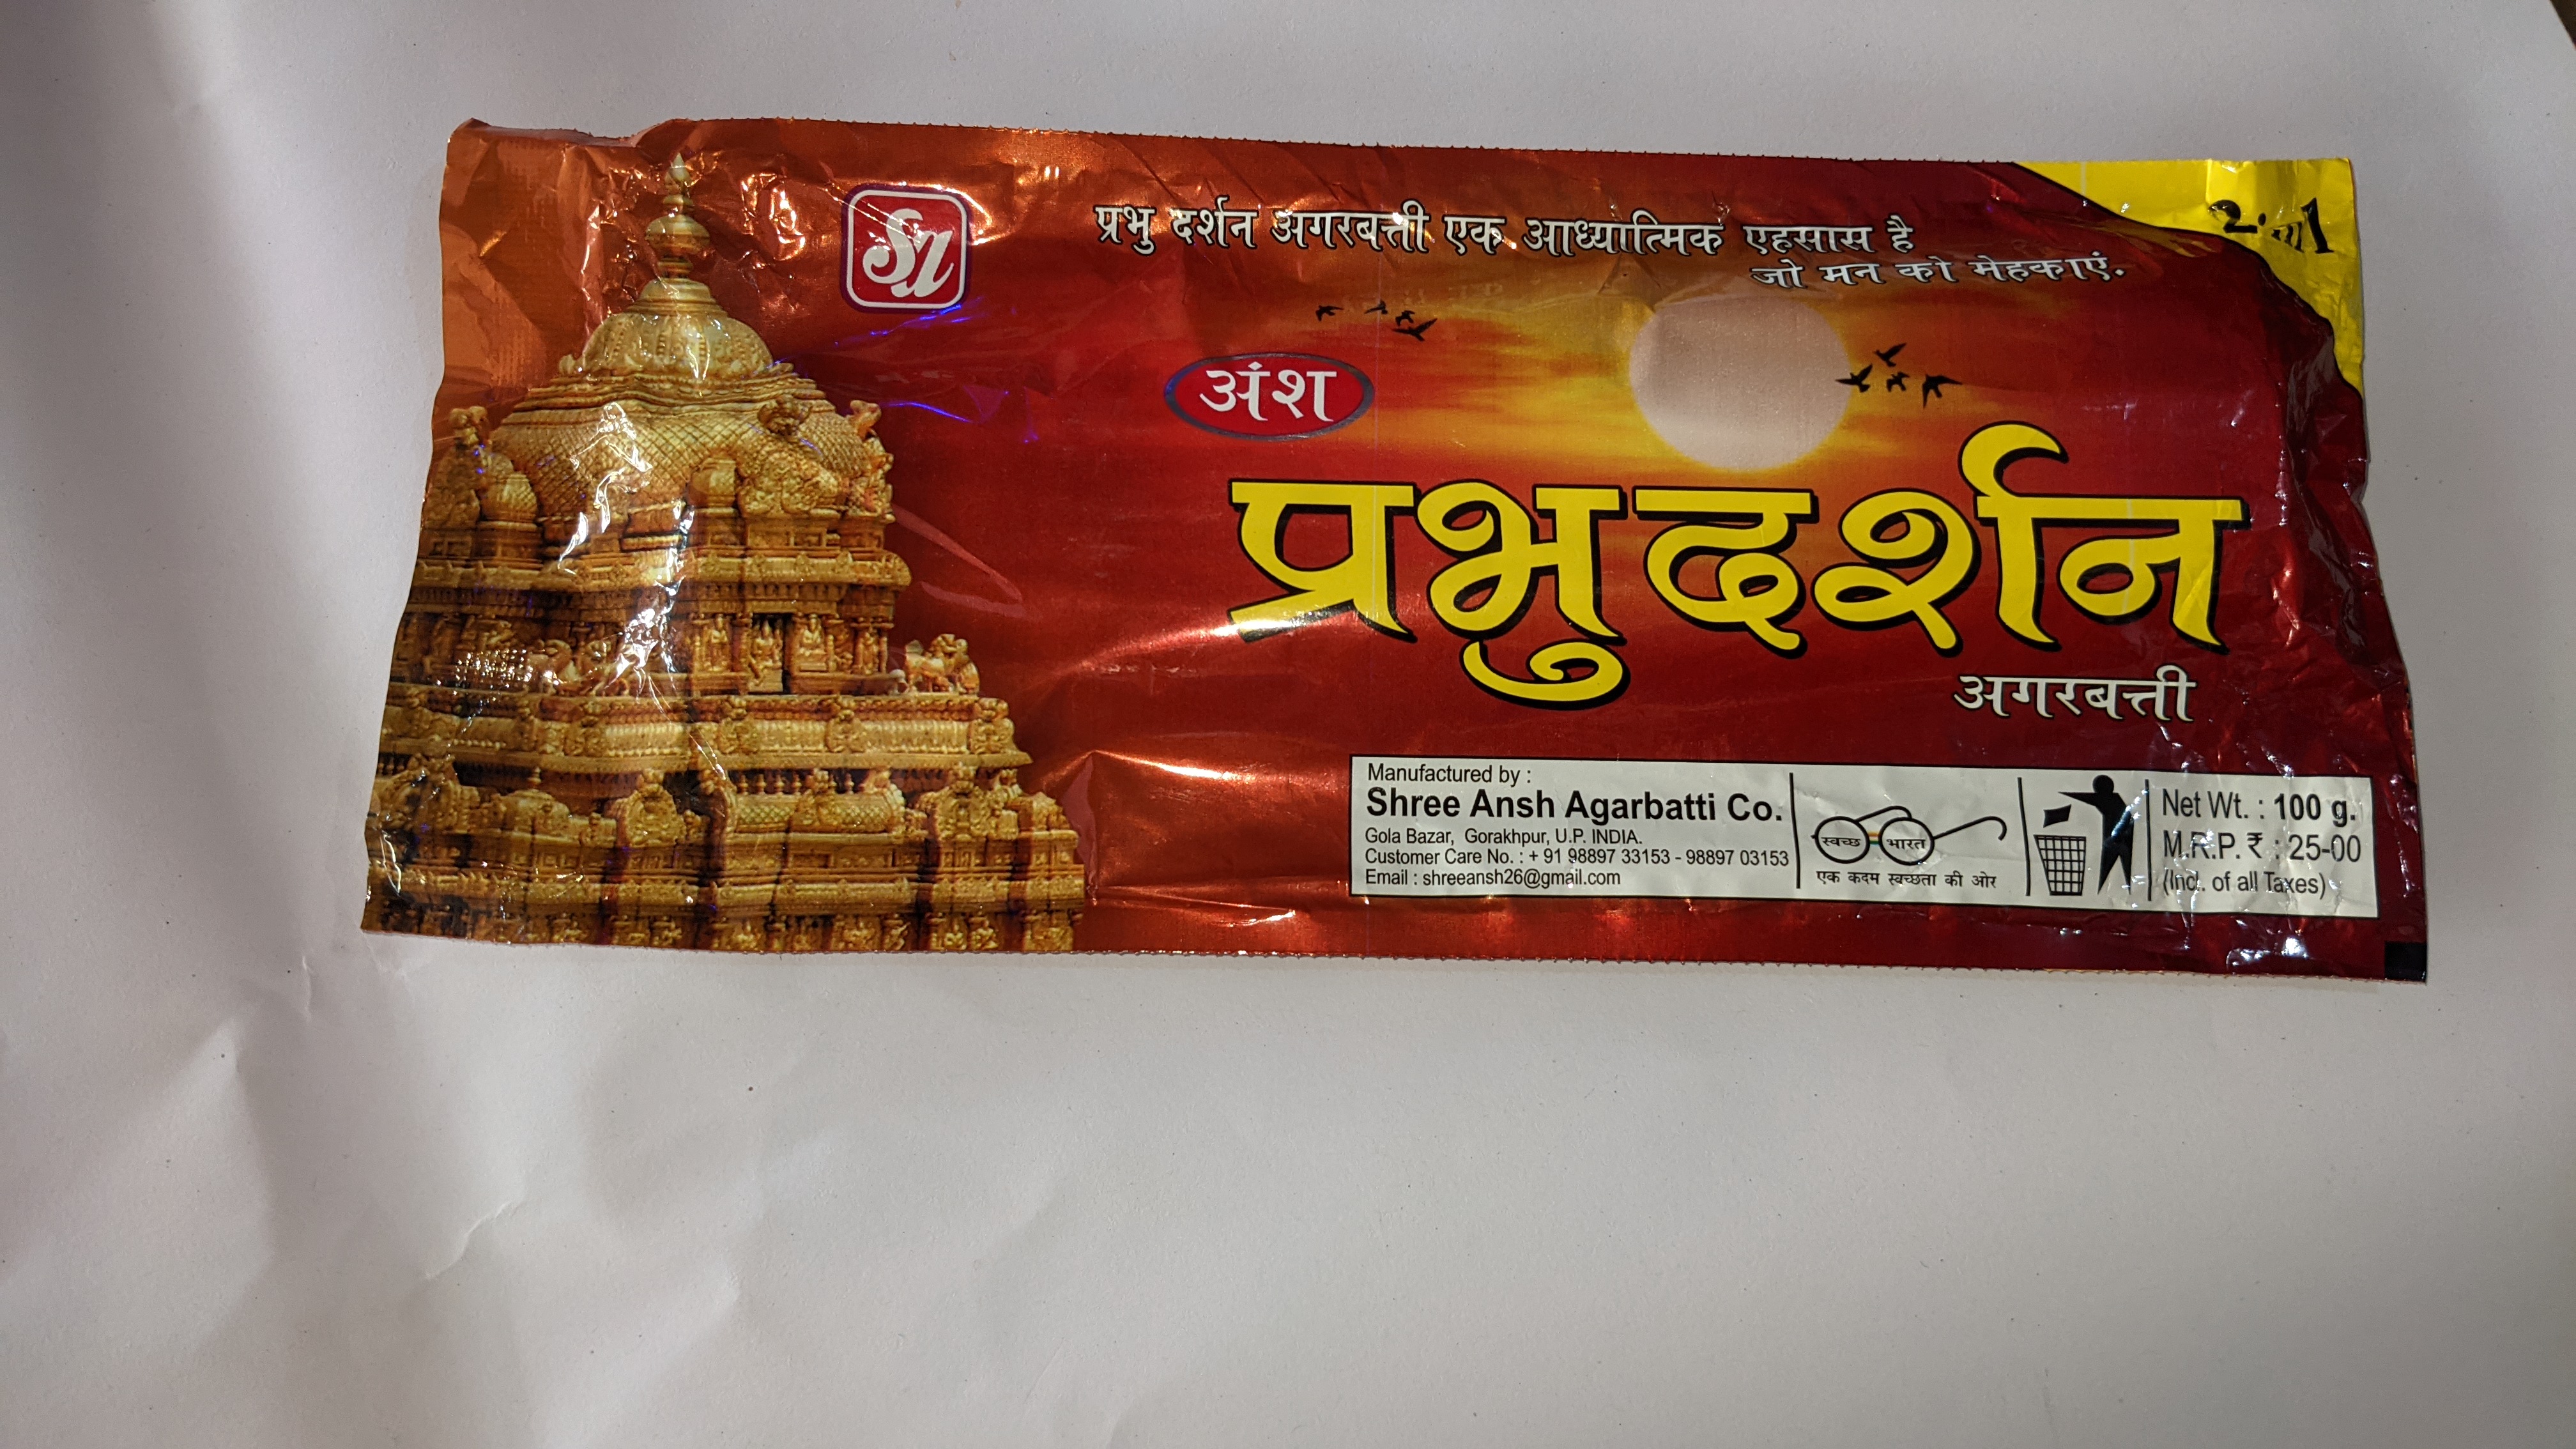 SA
प्रभु दर्शन अगरबत्ती एक आध्यात्मिक एहसास है
जो मन को मेहकाएं.
अंश
प्रभु दर्शन
अगरबत्ती
Manufactured by :
Shree Ansh Agarbatti Co.
Gola Bazar, Gorakhpur, U.P. INDIA.
Customer Care No. : + 91 98897 33153 - 98897 03153
Email : shreeansh26@gmail.com
स्वच्छ भारत
एक कदम स्वच्छता की ओर
Net Wt. : 100 g.
M.R.P. ₹ : 25-00
(Incl. of all Taxes)